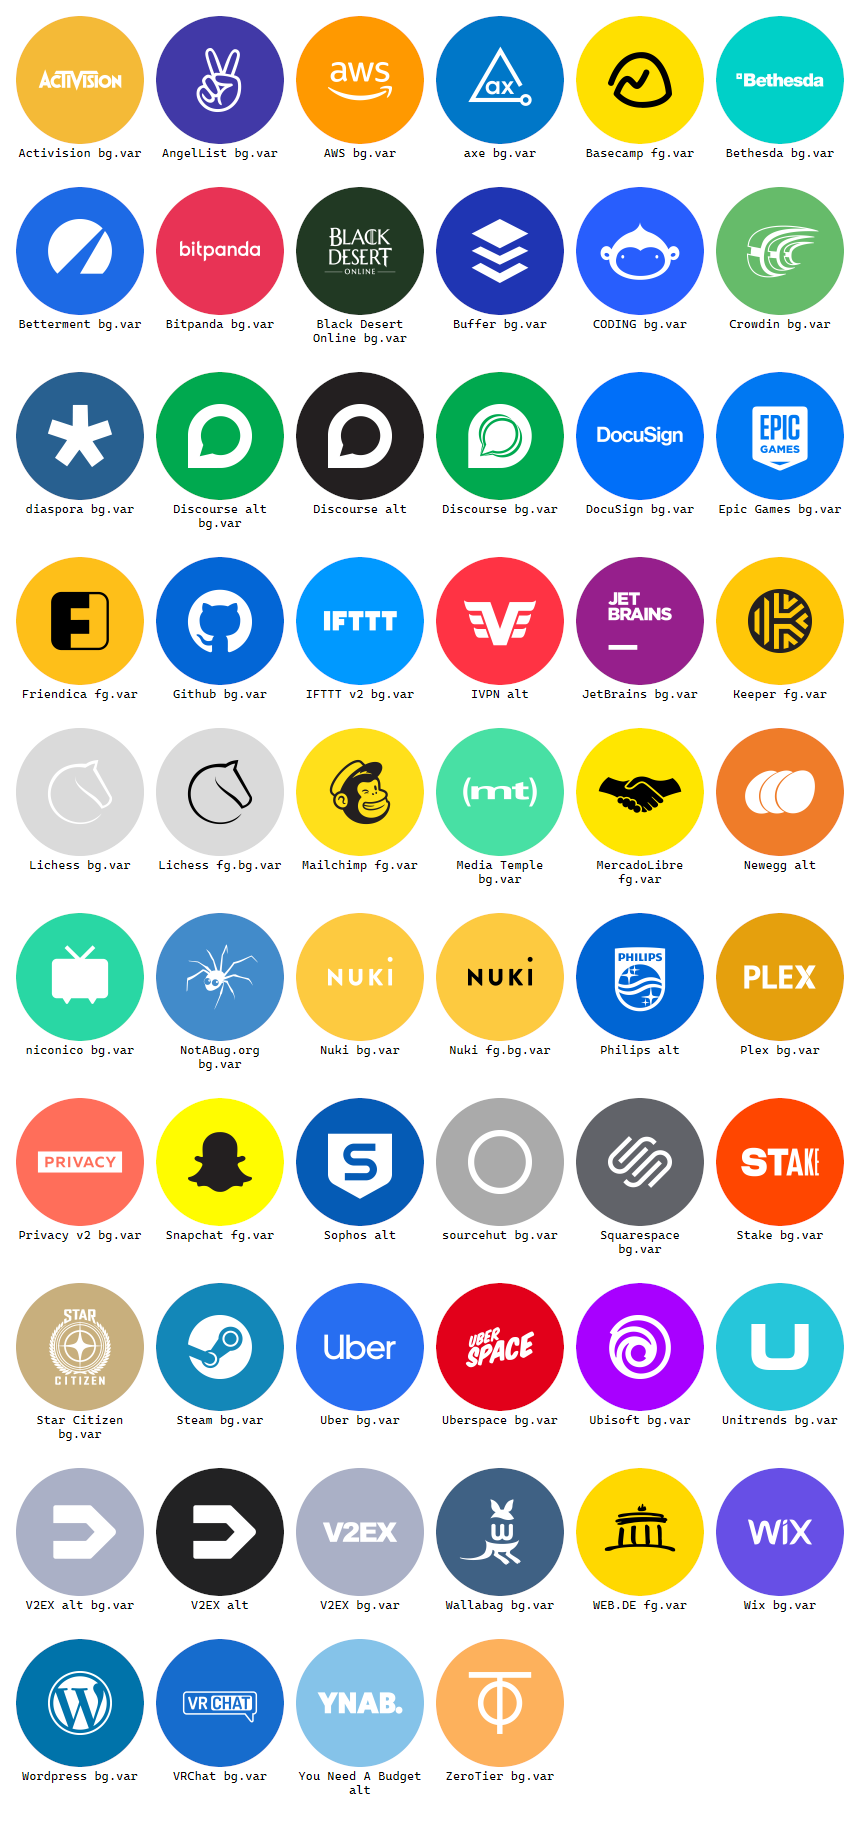 ACTIVISION
aws
ax
Bethesda
Activision bg.var
AngelList bg.var
AWS bg.var
axe bg.var
Basecamp fg.var
Bethesda bg.var
bitpanda
BLACK
DESERT
ONLINE
Betterment bg.var
Bitpanda bg.var
Black Desert
Online bg.var
Buffer bg.var
CODING bg.var
Crowdin bg.var
DocuSign
EPIC
GAMES
diaspora bg.var
Discourse alt
bg.var
Discourse alt
Discourse bg.var
DocuSign bg.var
Epic Games bg.var
F
IFTTT
V
JET
BRAINS
K
Friendica fg.var
Github bg.var
IFTTT v2 bg.var
IVPN alt
JetBrains bg.var
Keeper fg.var
(mt)
Lichess bg.var
Lichess fg.bg.var
Mailchimp fg.var
Media Temple
bg.var
MercadoLibre
fg.var
Newegg alt
NUKI
NUKI
PHILIPS
PLEX
niconico bg.var
NotABug.org
bg.var
Nuki bg.var
Nuki fg.bg.var
Philips alt
Plex bg.var
PRIVACY
S
STAKE
Privacy v2 bg.var
Snapchat fg.var
Sophos alt
sourcehut bg.var
Squarespace
bg.var
Stake bg.var
STAR
CITIZEN
Uber
UBER
SPACE
U
Star Citizen
bg.var
Steam bg.var
Uber bg.var
Uberspace bg.var
Ubisoft bg.var
Unitrends bg.var
V2EX
w
WiX
V2EX alt bg.var
V2EX alt
V2EX bg.var
Wallabag bg.var
WEB.DE fg.var
Wix bg.var
W
VR CHAT
YNAB.
Wordpress bg.var
VRChat bg.var
You Need A Budget
alt
ZeroTier bg.var